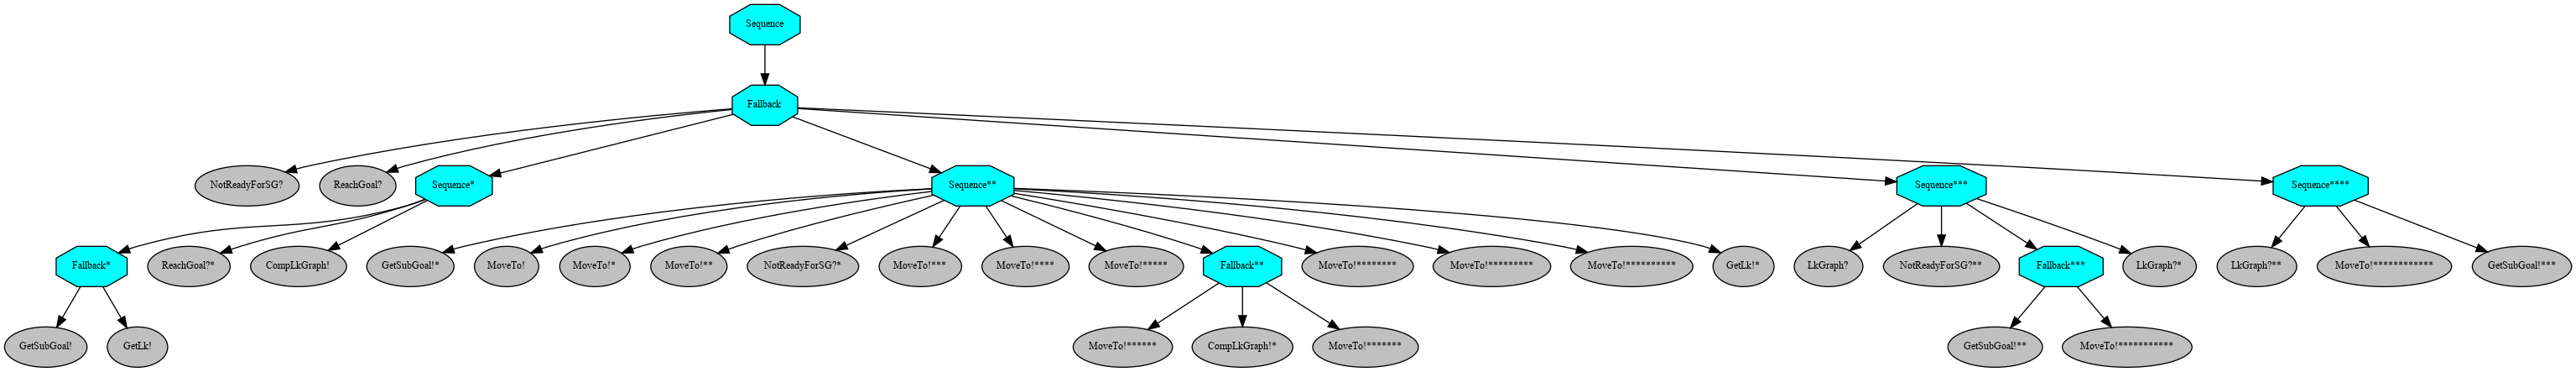 Sequence
Fallback
NotReadyForSG?
ReachGoal?
Sequence*
Sequence**
Sequence***
Sequence****
Fallback*
ReachGoal?*
CompLkGraph!
GetSubGoal!*
MoveTo!
MoveTo!*
MoveTo!**
NotReadyForSG?*
MoveTo!***
MoveTo!****
MoveTo!*****
Fallback**
MoveTo!********
MoveTo!*********
MoveTo!**********
GetLk!*
LkGraph?
NotReadyForSG?**
Fallback***
LkGraph?*
LkGraph?**
MoveTo!************
GetSubGoal!***
GetSubGoal!
GetLk!
MoveTo!******
CompLkGraph!*
MoveTo!*******
GetSubGoal!**
MoveTo!***********